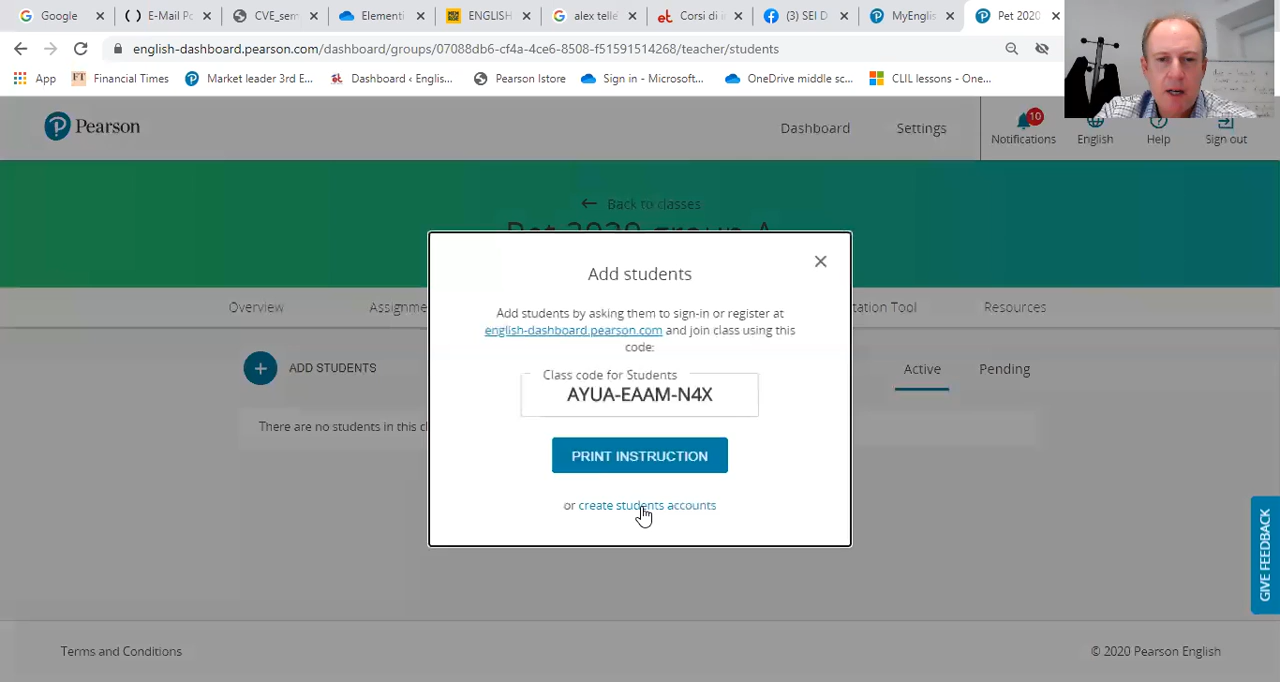 Google
E-Mail Po
CVE_sem
Elementi
ENGLISH
alex telle
et. Corsi di i
(3) SEI D
MyEnglis
Pet 2020
english-dashboard.pearson.com/dashboard/groups/07088db6-cf4a-4ce6-8508-f51591514268/teacher/students
App
FT Financial Times
Market leader 3rd E...
Dashboard ‹ Englis...
Pearson Istore
Sign in - Microsoft...
OneDrive middle sc...
CLIL lessons - One...
Pearson
Dashboard
Settings
10
Notifications
English
Help
Sign out
Back to classes
Pet 2020 group A
Overview
Assignme
tation Tool
Resources
ADD STUDENTS
Active
Pending
There are no students in this cl
Add students
Add students by asking them to sign-in or register at
english-dashboard.pearson.com and join class using this
code:
Class code for Students
AYUA-EAAM-N4X
PRINT INSTRUCTION
or create students accounts
GIVE FEEDBACK
Terms and Conditions
© 2020 Pearson English